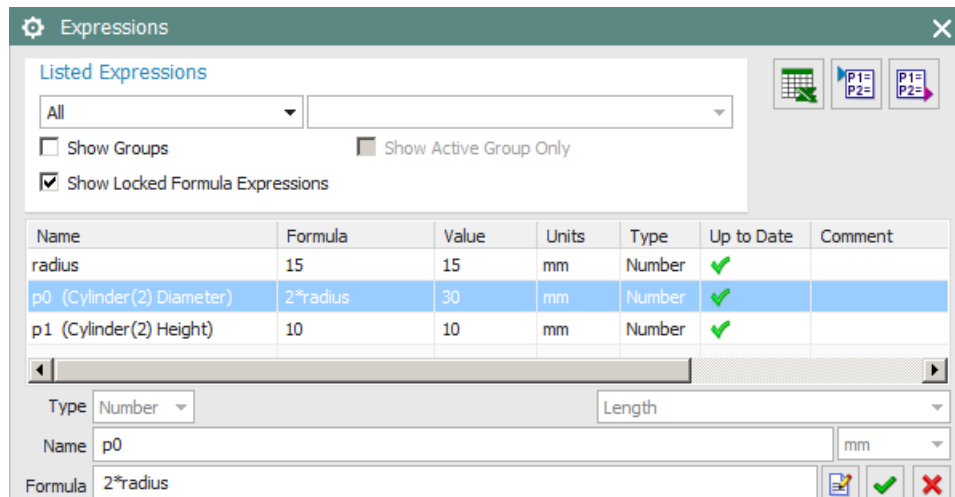 Expressions
Listed Expressions
P1= P1=
P2= P2=
All
Show Groups Show Active Group Only
Show Locked Formula Expressions
Name Formula Value Units Type Up to Date Comment
radius 15 15 mm Number
p0 (Cylinder(2) Diameter) 2*radius 30 mm Number
p1 (Cylinder(2) Height) 10 10 mm Number
Type Number Length
Name p0 mm
Formula 2*radius